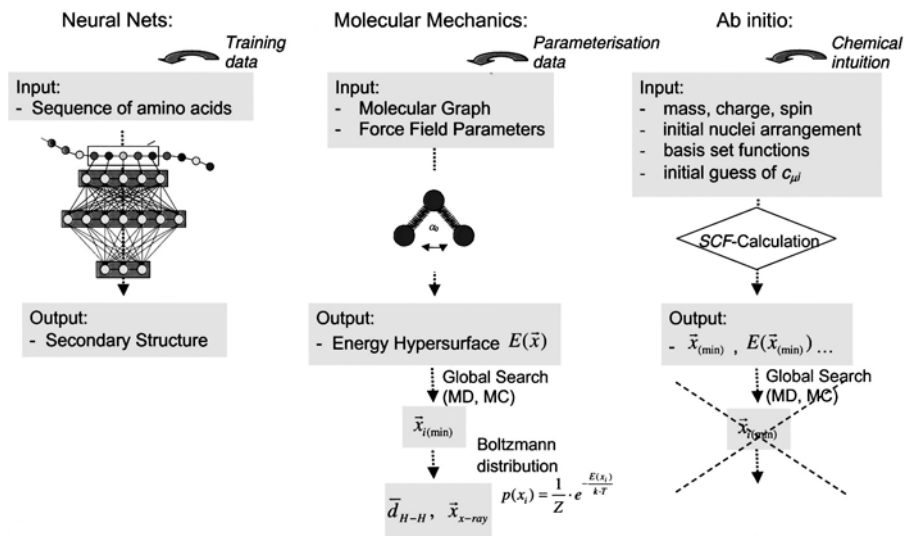 Neural Nets:
Training
data
Input:
- Sequence of amino acids
Output:
- Secondary Structure
Molecular Mechanics:
Parameterisation
data
Input:
- Molecular Graph
- Force Field Parameters
α₀
Output:
- Energy Hypersurface E(x⃗)
Global Search
(MD, MC)
x⃗ i(min)
Boltzmann
distribution
p(xᵢ) = 1/Z · e^(-E(xᵢ)/k·T)
d̅ H−H, x⃗ x−ray
Ab initio:
Chemical
intuition
Input:
- mass, charge, spin
- initial nuclei arrangement
- basis set functions
- initial guess of c μi
SCF-Calculation
Output:
- x⃗ (min) , E(x⃗ (min)) ...
Global Search
(MD, MC)
x⃗ i(min)